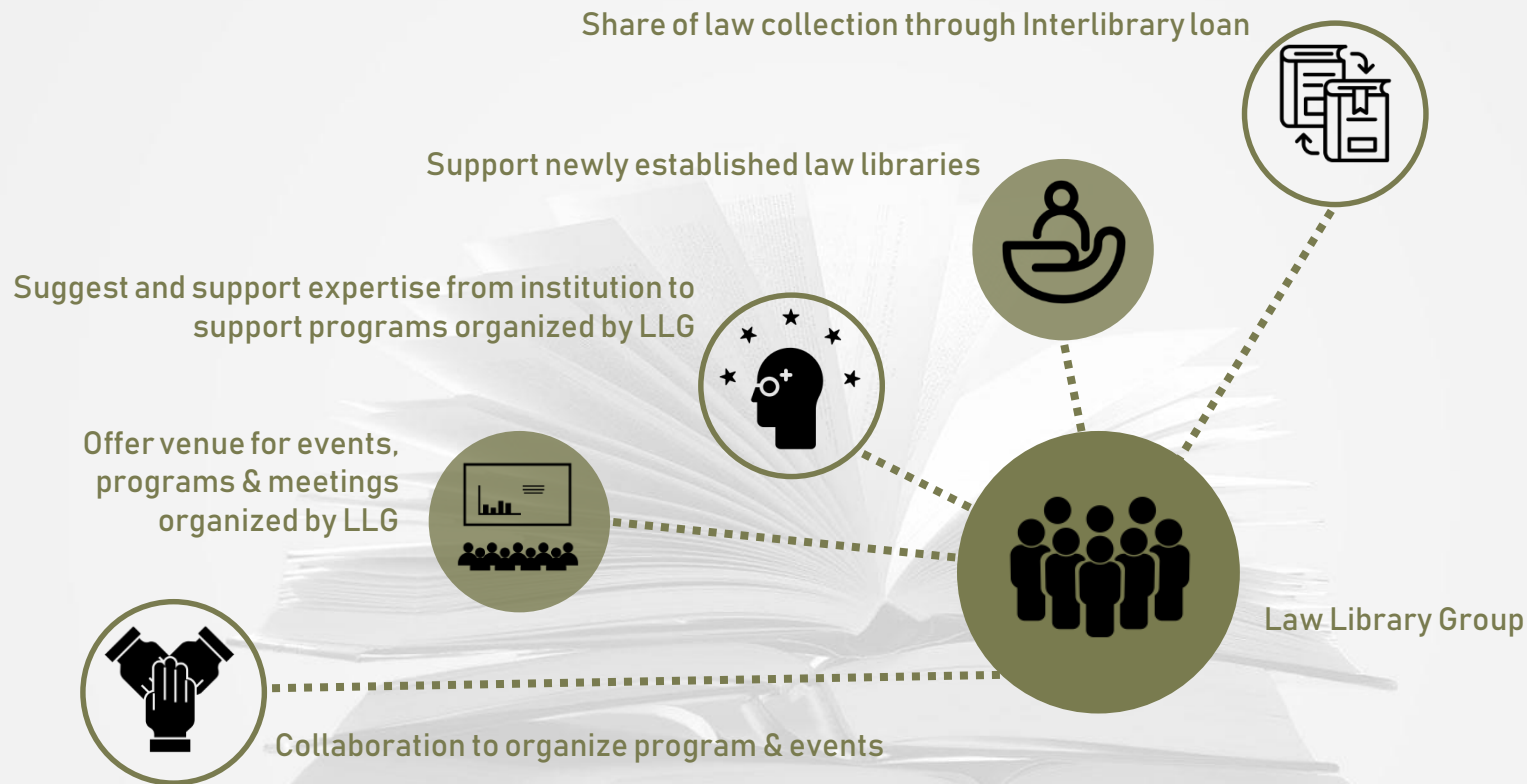 Share of law collection through Interlibrary loan
Support newly established law libraries
Suggest and support expertise from institution to
support programs organized by LLG
Offer venue for events,
programs & meetings
organized by LLG
Law Library Group
Collaboration to organize program & events